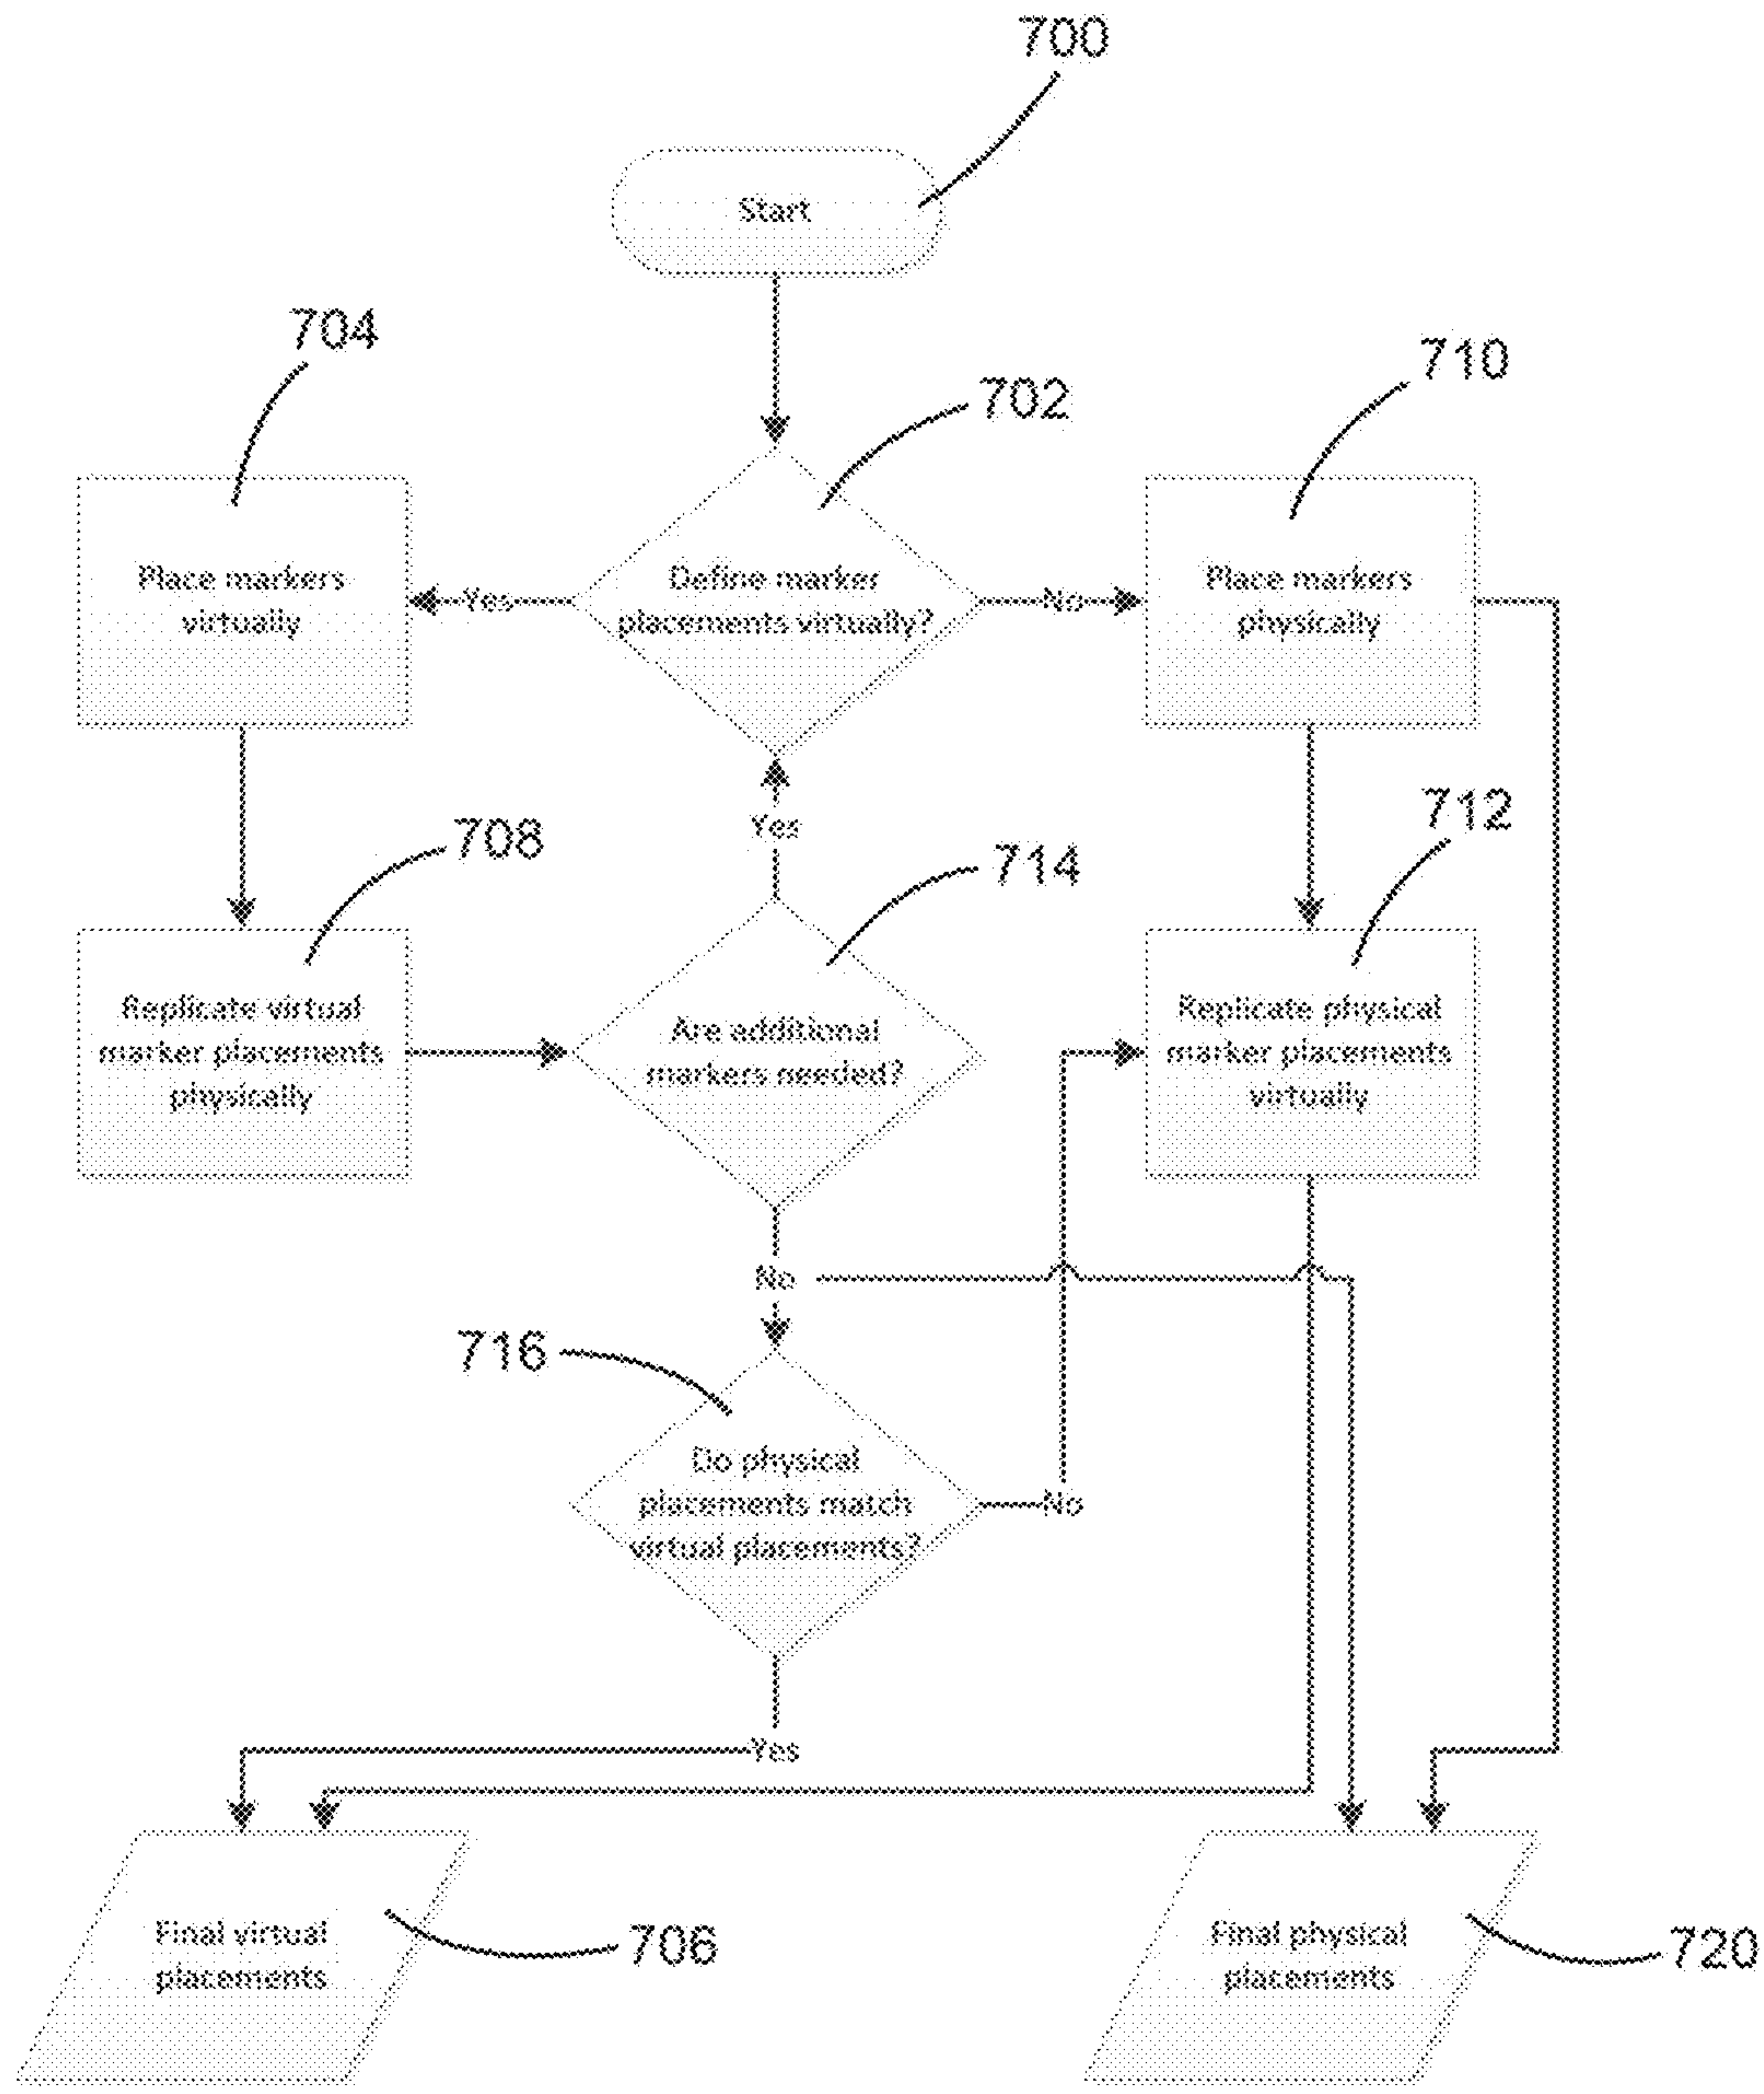 700
Start
704
702
710
Place markers
virtually
Yes
Define marker
placements virtually?
No
Place markers
physically
708
Yes
714
712
Replicate virtual
marker placements
physically
Are additional
markers needed?
Replicate physical
marker placements
virtually
No
716
Do physical
placements match
virtual placements?
No
Yes
Final virtual
placements
706
Final physical
placements
720